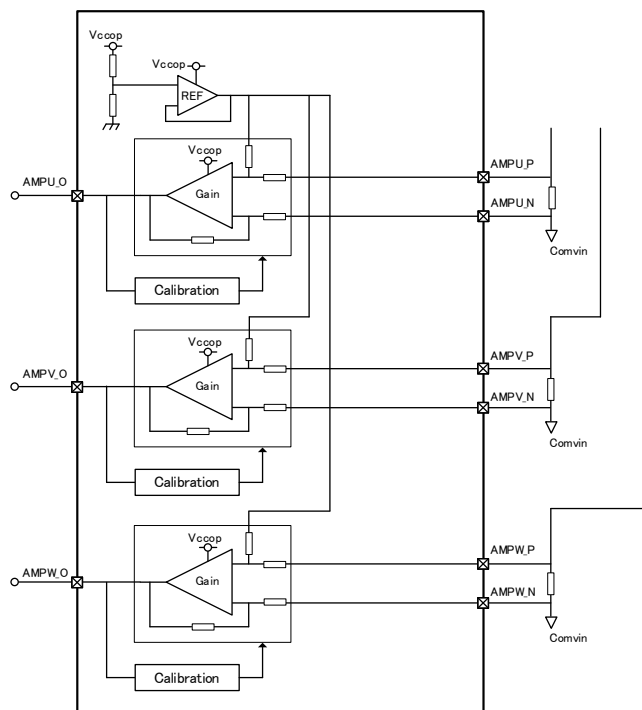 Vccop
Vccop
REF
Vccop
AMPU_O
Gain
AMPU_P
AMPU_N
Comvin
Calibration
Vccop
AMPV_O
Gain
AMPV_P
AMPV_N
Comvin
Calibration
Vccop
AMPW_O
Gain
AMPW_P
AMPW_N
Comvin
Calibration